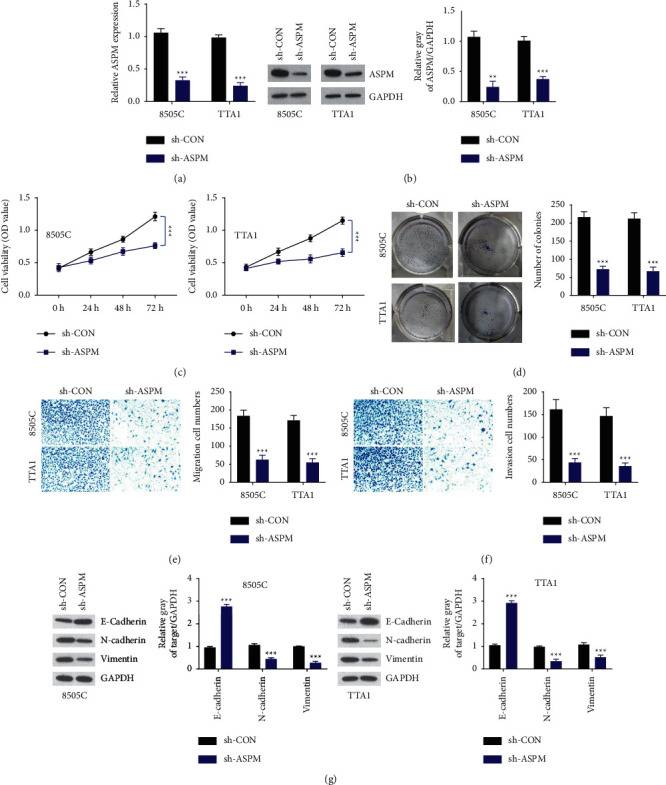 Relative ASPM expression
1.5
1.0
0.5
0.0
***
***
8505C TTA1
sh-CON
sh-ASPM
(a)
sh-CON sh-ASPM sh-CON sh-ASPM
ASPM
GAPDH
8505C TTA1
Relative gray
of ASPM/GAPDH
1.5
1.0
0.5
0.0
**
***
8505C TTA1
sh-CON
sh-ASPM
(b)
Cell viability (OD value)
1.5
1.0
0.5
0.0
8505C
***
0 h 24 h 48 h 72 h
sh-CON
sh-ASPM
Cell viability (OD value)
1.5
1.0
0.5
0.0
TTA1
***
0 h 24 h 48 h 72 h
sh-CON
sh-ASPM
(c)
sh-CON sh-ASPM
8505C
TTA1
Number of colonies
250
200
150
100
50
0
***
***
8505C TTA1
sh-CON
sh-ASPM
(d)
sh-CON sh-ASPM
8505C
TTA1
Migration cell numbers
250
200
150
100
50
0
***
***
8505C TTA1
sh-CON
sh-ASPM
(e)
sh-CON sh-ASPM
8505C
TTA1
Invasion cell numbers
200
150
100
50
0
***
***
8505C TTA1
sh-CON
sh-ASPM
(f)
sh-CON sh-ASPM
E-Cadherin
N-cadherin
Vimentin
GAPDH
8505C
Relative gray
of target/GAPDH
8505C
4
3
2
1
0
***
***
***
E-cadherin N-cadherin Vimentin
sh-CON
sh-ASPM
sh-CON sh-ASPM
E-Cadherin
N-cadherin
Vimentin
GAPDH
TTA1
Relative gray
of target/GAPDH
TTA1
4
3
2
1
0
***
***
***
E-cadherin N-cadherin Vimentin
sh-CON
sh-ASPM
(g)